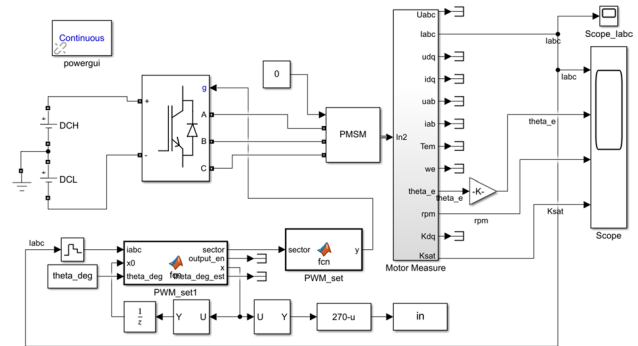 Continuous
powergui
DCH
DCL
+
-
g
A
B
C
0
PMSM
In2
Uabc
Iabc
udq
idq
uab
iab
Tem
we
theta_e
rpm
Kdq
Ksat
Motor Measure
-K-
theta_e
rpm
Iabc
Scope_Iabc
Iabc
theta_e
Ksat
Scope
Iabc
theta_deg
iabc
x0
theta_deg
fcn
sector
output_en
x
theta_deg_est
PWM_set1
sector
fcn
y
PWM_set
1
z
Y U
U Y
270-u
in